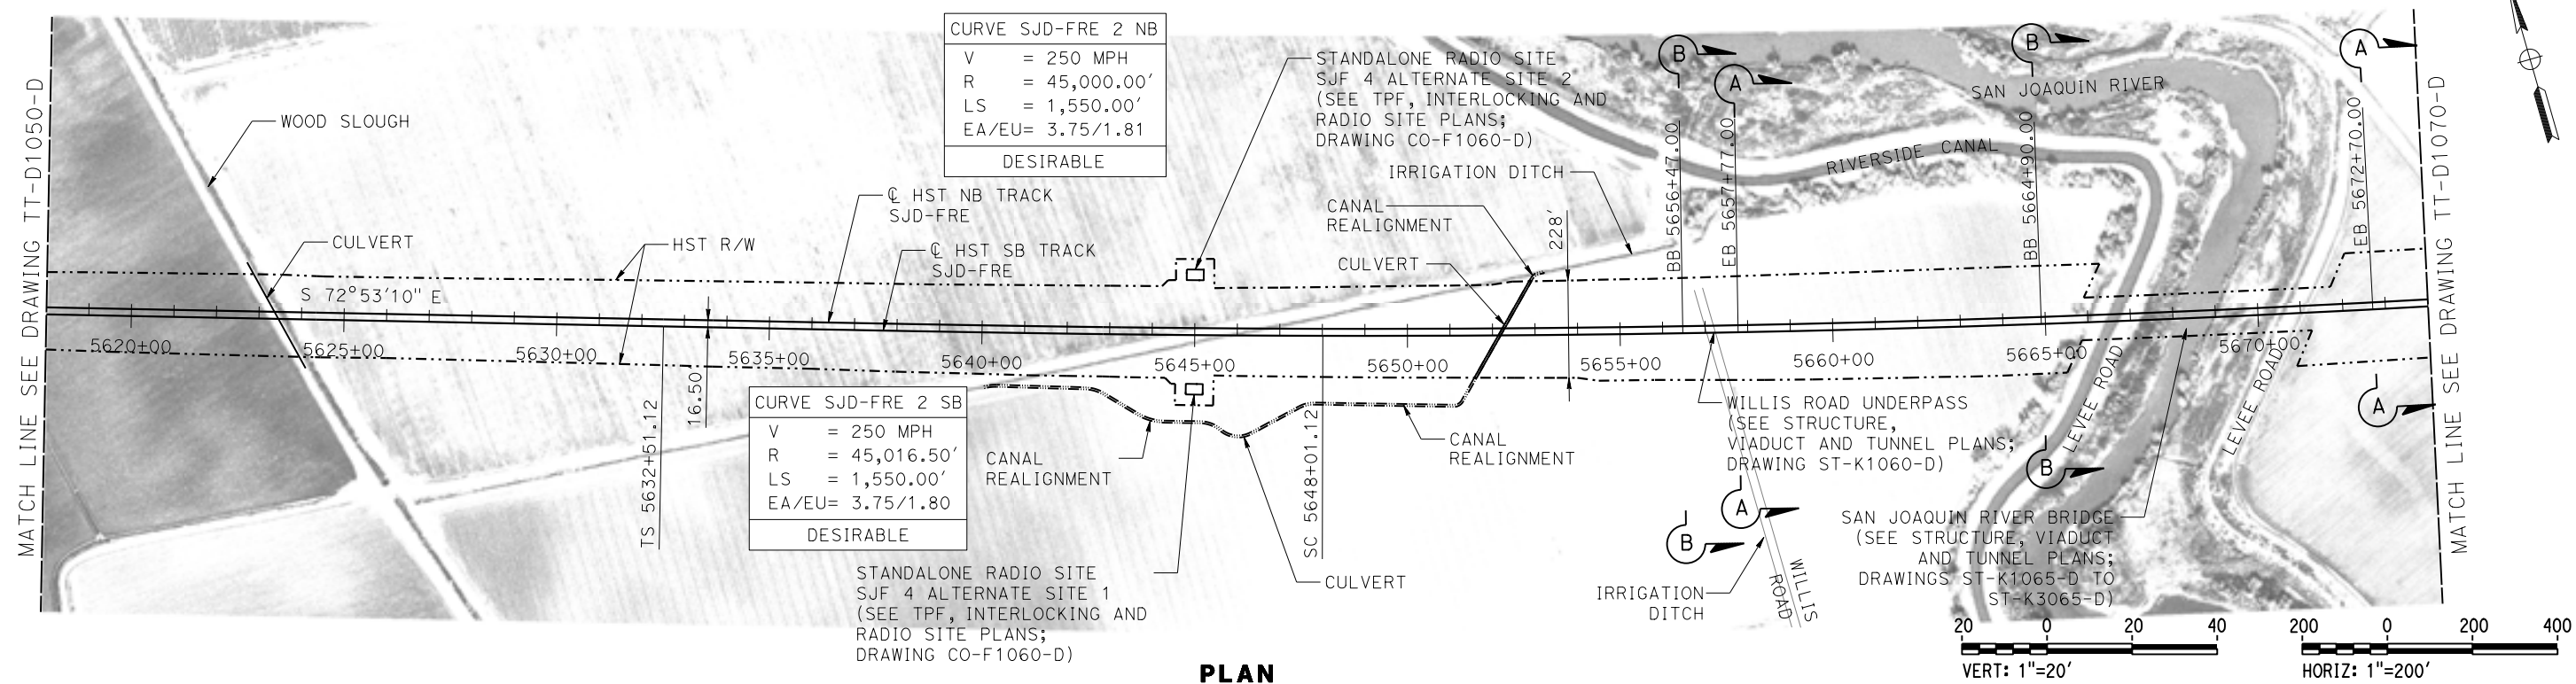 MATCH LINE SEE DRAWING TT-D1050-D
WOOD SLOUGH
CULVERT
S 72°53'10" E
HST R/W
℄ HST NB TRACK
SJD-FRE
℄ HST SB TRACK
SJD-FRE
CURVE SJD-FRE 2 NB
V = 250 MPH
R = 45,000.00'
LS = 1,550.00'
EA/EU= 3.75/1.81
DESIRABLE
STANDALONE RADIO SITE
SJF 4 ALTERNATE SITE 2
(SEE TPF, INTERLOCKING AND
RADIO SITE PLANS;
DRAWING CO-F1060-D)
IRRIGATION DITCH
CANAL
REALIGNMENT
CULVERT
228'
B
A
B
A
BB 5656+47.00
EB 5657+77.00
BB 5664+90.00
EB 5672+70.00
SAN JOAQUIN RIVER
RIVERSIDE CANAL
MATCH LINE SEE DRAWING TT-D1070-D
5620+00
5625+00
5630+00
5635+00
5640+00
5645+00
5650+00
5655+00
5660+00
5665+00
5670+00
TS 5632+51.12
16.50
CURVE SJD-FRE 2 SB
V = 250 MPH
R = 45,016.50'
LS = 1,550.00'
EA/EU= 3.75/1.80
DESIRABLE
CANAL
REALIGNMENT
STANDALONE RADIO SITE
SJF 4 ALTERNATE SITE 1
(SEE TPF, INTERLOCKING AND
RADIO SITE PLANS;
DRAWING CO-F1060-D)
SC 5648+01.12
CULVERT
CANAL
REALIGNMENT
WILLIS ROAD UNDERPASS
(SEE STRUCTURE,
VIADUCT AND TUNNEL PLANS;
DRAWING ST-K1060-D)
A
B
B
A
LEVEE ROAD
LEVEE ROAD
IRRIGATION
DITCH
WILLIS
ROAD
SAN JOAQUIN RIVER BRIDGE
(SEE STRUCTURE, VIADUCT
AND TUNNEL PLANS;
DRAWINGS ST-K1065-D TO
ST-K3065-D)
20 0 20 40
VERT: 1"=20'
200 0 200 400
HORIZ: 1"=200'
PLAN